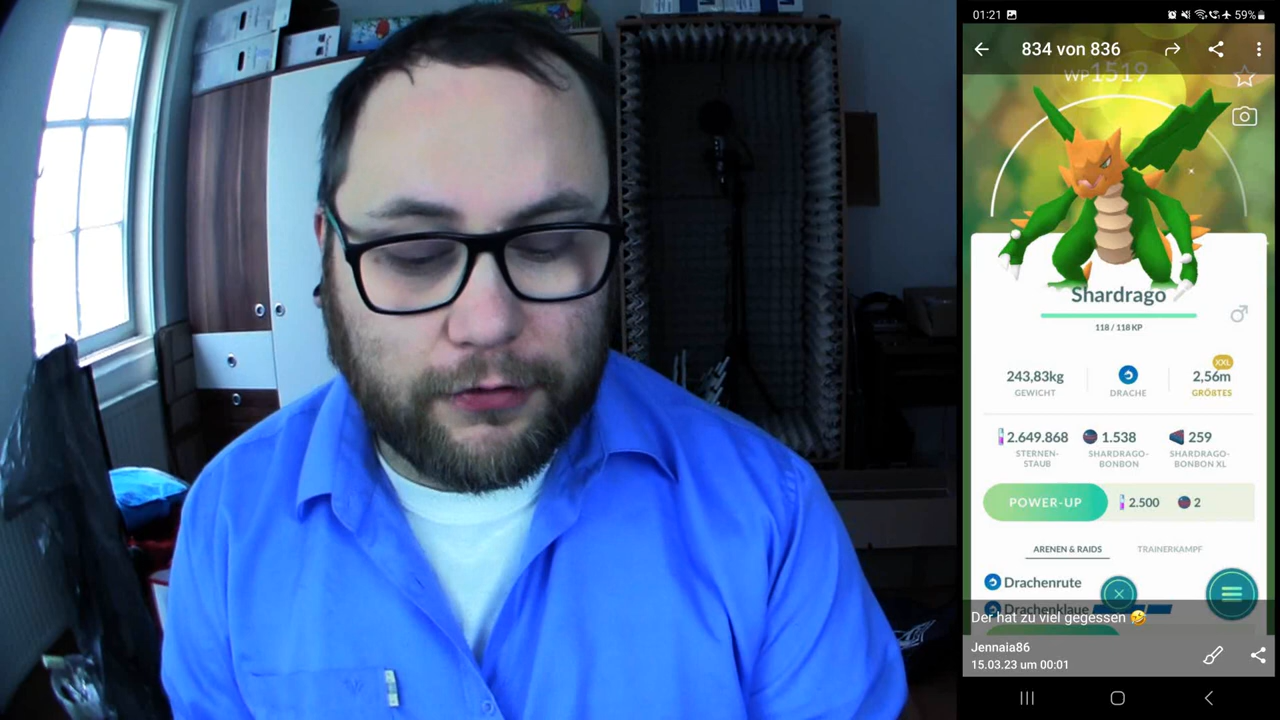 01:21
59%
834 von 836
WP1519
Shardrago
118 / 118 KP
XXL
243,83kg
GEWICHT
DRACHE
2,56m
GRÖßTES
2.649.868
STERNEN-
STAUB
1.538
SHARDRAGO-
BONBON
259
SHARDRAGO-
BONBON XL
POWER-UP
2.500
2
ARENEN & RAIDS
TRAINERKAMPF
Drachenrute
Drachenklaue
Der hat zu viel gegessen 🤣
Jennaia86
15.03.23 um 00:01